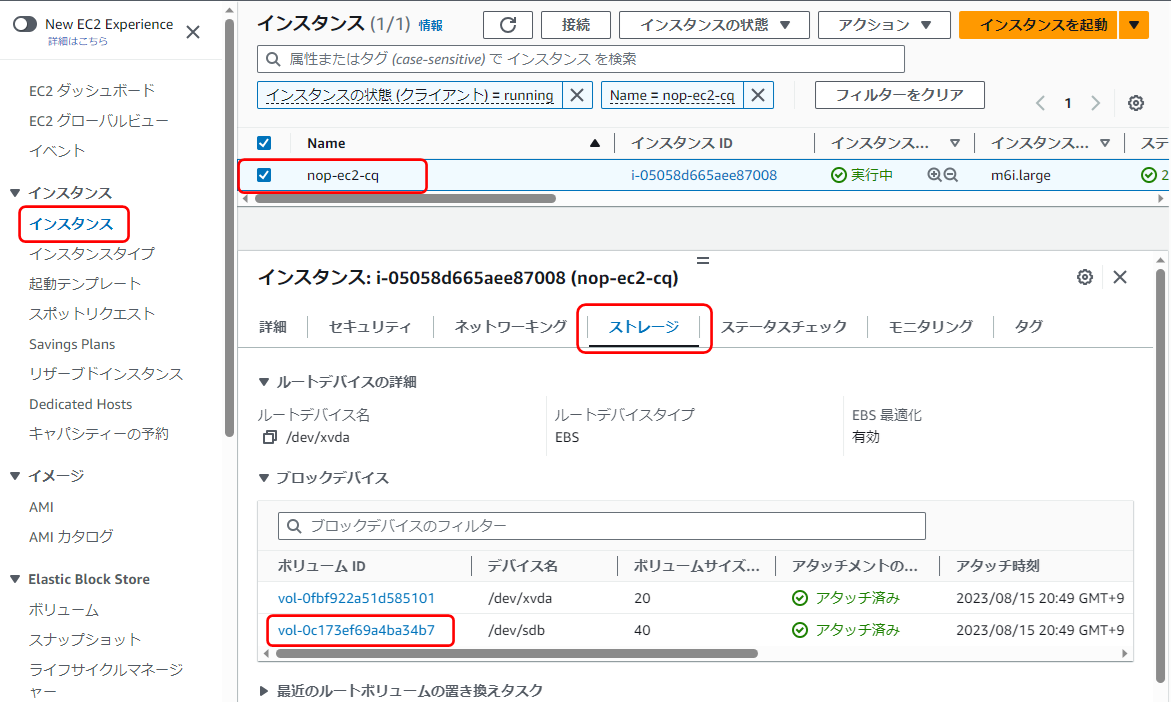 New EC2 Experience
詳細はこちら
EC2 ダッシュボード
EC2 グローバルビュー
イベント
インスタンス
インスタンス
インスタンスタイプ
起動テンプレート
スポットリクエスト
Savings Plans
リザーブドインスタンス
Dedicated Hosts
キャパシティーの予約
イメージ
AMI
AMI カタログ
Elastic Block Store
ボリューム
スナップショット
ライフサイクルマネージ
ャー
インスタンス (1/1) 情報 接続 インスタンスの状態 アクション インスタンスを起動
属性またはタグ (case-sensitive) で インスタンス を検索
インスタンスの状態 (クライアント) = running Name = nop-ec2-cq フィルターをクリア 1
Name インスタンス ID インスタンス... インスタンス... ステ
nop-ec2-cq i-05058d665aee87008 実行中 m6i.large 2
インスタンス: i-05058d665aee87008 (nop-ec2-cq)
詳細 セキュリティ ネットワーキング ストレージ ステータスチェック モニタリング タグ
ルートデバイスの詳細
ルートデバイス名 ルートデバイスタイプ EBS 最適化
/dev/xvda EBS 有効
ブロックデバイス
ブロックデバイスのフィルター
ボリューム ID デバイス名 ボリュームサイズ... アタッチメントの... アタッチ時刻
vol-0fbf922a51d585101 /dev/xvda 20 アタッチ済み 2023/08/15 20:49 GMT+9
vol-0c173ef69a4ba34b7 /dev/sdb 40 アタッチ済み 2023/08/15 20:49 GMT+9
最近のルートボリュームの置き換えタスク